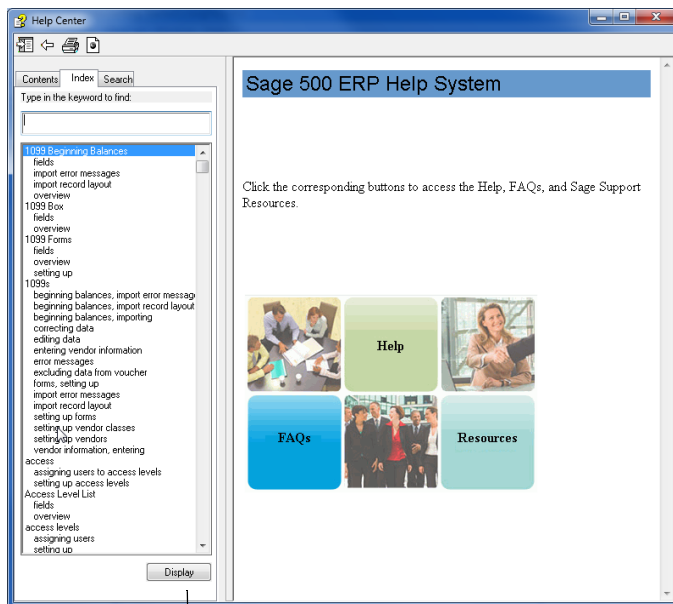 Help Center
Contents Index Search
Type in the keyword to find:
1099 Beginning Balances
fields
import error messages
import record layout
overview
1099 Box
fields
overview
1099 Forms
fields
overview
setting up
1099s
beginning balances, import error messag
beginning balances, import record layout
beginning balances, importing
correcting data
editing data
entering vendor information
error messages
excluding data from voucher
forms, setting up
import error messages
import record layout
setting up forms
setting up vendor classes
setting up vendors
vendor information, entering
access
assigning users to access levels
setting up access levels
Access Level List
fields
overview
access levels
assigning users
setting up
Display
Sage 500 ERP Help System
Click the corresponding buttons to access the Help, FAQs, and Sage Support
Resources.
Help
FAQs
Resources